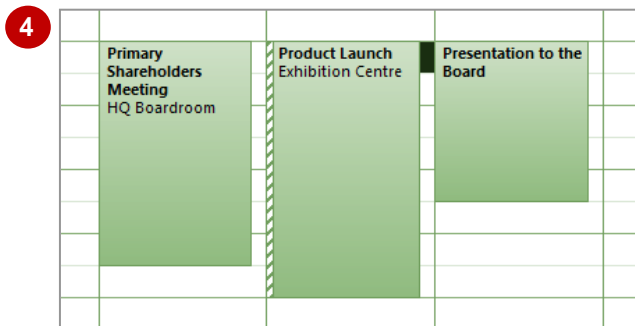 4
Primary
Shareholders
Meeting
HQ Boardroom
Product Launch
Exhibition Centre
Presentation to the
Board